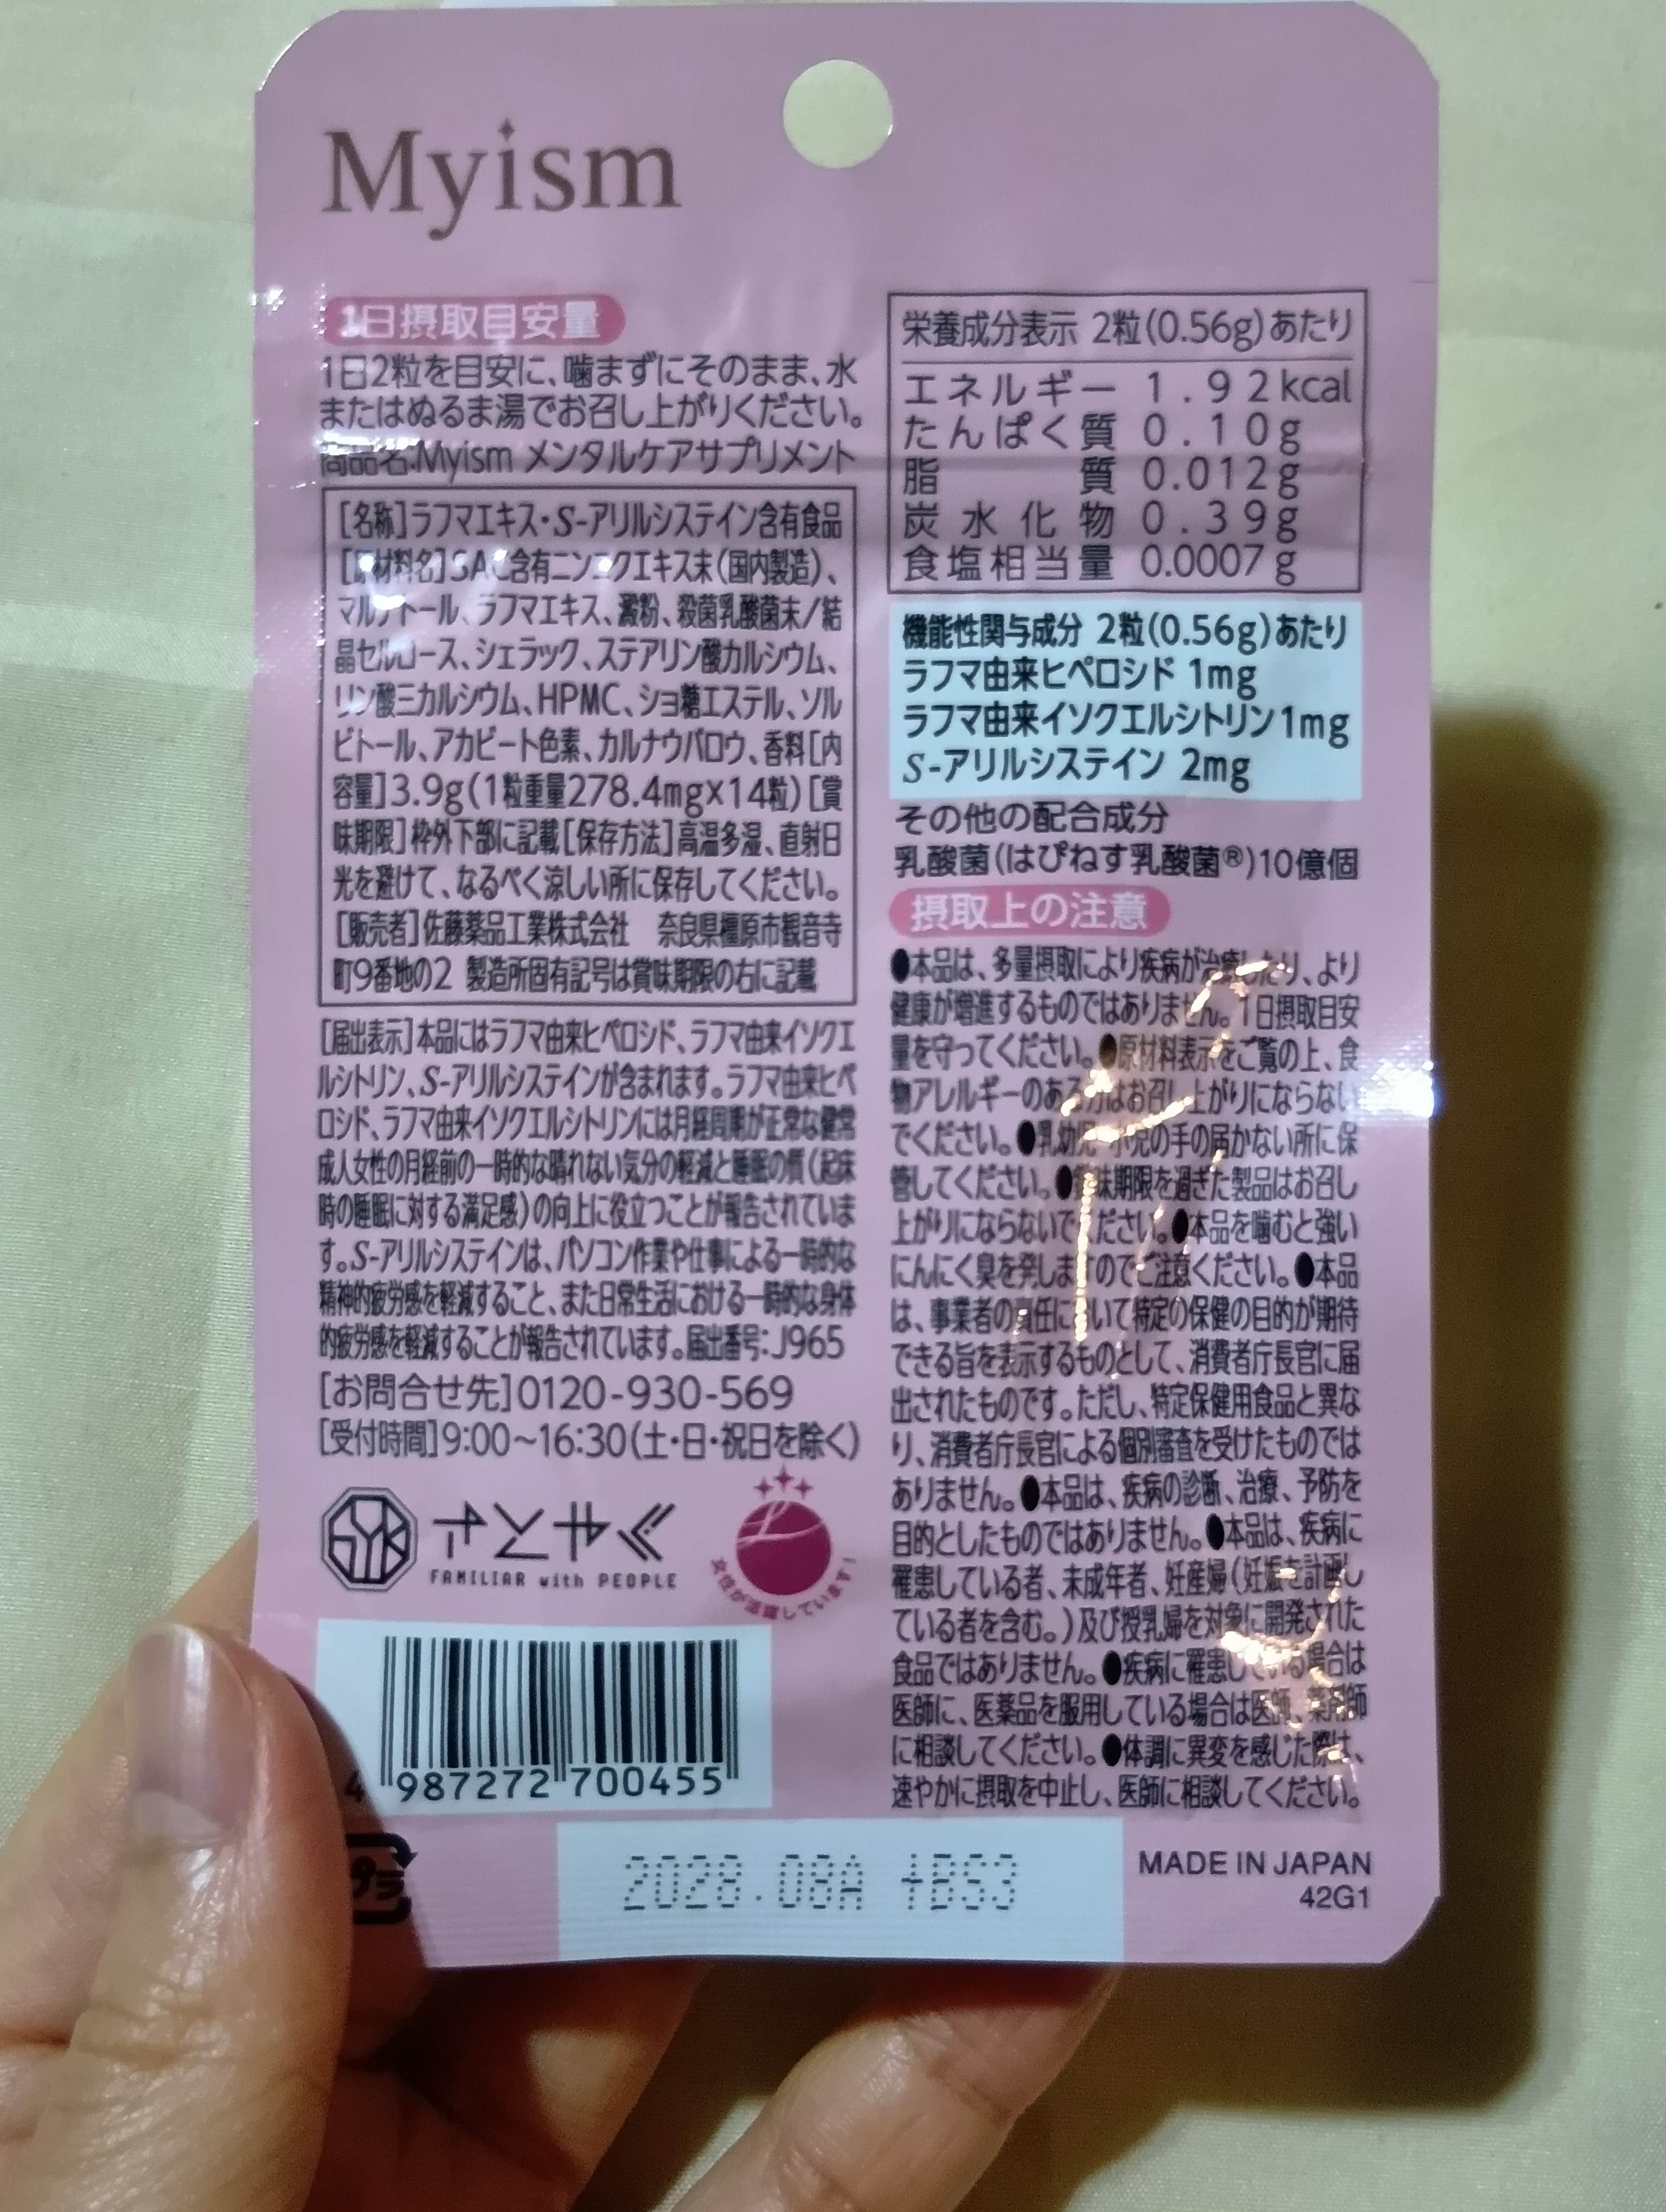 Myism
1日摂取目安量
1日2粒を目安に、噛まずにそのまま、水
またはぬるま湯でお召し上がりください。
商品名:Myism メンタルケアサプリメント
[名称]ラフマエキス・S-アリルシステイン含有食品
[原材料名]SAC含有ニンニクエキス末(国内製造)、
マルチトール、ラフマエキス、澱粉、殺菌乳酸菌末/結
晶セルロース、シェラック、ステアリン酸カルシウム、
リン酸三カルシウム、HPMC、ショ糖エステル、ソル
ビトール、アカビート色素、カルナウバロウ、香料[内
容量]3.9g(1粒重量278.4mg×14粒)[賞
味期限]枠外下部に記載[保存方法]高温多湿、直射日
光を避けて、なるべく涼しい所に保存してください。
[販売者]佐藤薬品工業株式会社 奈良県橿原市観音寺
町9番地の2 製造所固有記号は賞味期限の右に記載
[届出表示]本品にはラフマ由来ヒペロシド、ラフマ由来イソクエ
ルシトリン、S-アリルシステインが含まれます。ラフマ由来ヒペ
ロシド、ラフマ由来イソクエルシトリンには月経周期が正常な健常
成人女性の月経前の一時的な晴れない気分の軽減と睡眠の質(起床
時の睡眠に対する満足感)の向上に役立つことが報告されていま
す。S-アリルシステインは、パソコン作業や仕事による一時的な
精神的疲労感を軽減すること、また日常生活における一時的な身体
的疲労感を軽減することが報告されています。届出番号:J965
[お問合せ先]0120-930-569
[受付時間]9:00~16:30(土・日・祝日を除く)
FAMILIAR with PEOPLE
女性が活躍しています!
4 987272 700455
プラ
栄養成分表示 2粒(0.56g)あたり
エネルギー 1.92kcal
たんぱく質 0.10g
脂質 0.012g
炭水化物 0.39g
食塩相当量 0.0007g
機能性関与成分 2粒(0.56g)あたり
ラフマ由来ヒペロシド 1mg
ラフマ由来イソクエルシトリン1mg
S-アリルシステイン 2mg
その他の配合成分
乳酸菌(はぴねす乳酸菌®)10億個
摂取上の注意
●本品は、多量摂取により疾病が治癒したり、より
健康が増進するものではありません。1日摂取目安
量を守ってください。●原材料表示をご覧の上、食
物アレルギーのある方はお召し上がりにならない
でください。●乳幼児・小児の手の届かない所に保
管してください。●賞味期限を過ぎた製品はお召し
上がりにならないでください。●本品を噛むと強い
にんにく臭を発しますのでご注意ください。●本品
は、事業者の責任において特定の保健の目的が期待
できる旨を表示するものとして、消費者庁長官に届
出されたものです。ただし、特定保健用食品と異な
り、消費者庁長官による個別審査を受けたものでは
ありません。●本品は、疾病の診断、治療、予防を
目的としたものではありません。●本品は、疾病に
罹患している者、未成年者、妊産婦(妊娠を計画し
ている者を含む。)及び授乳婦を対象に開発された
食品ではありません。●疾病に罹患している場合は
医師に、医薬品を服用している場合は医師、薬剤師
に相談してください。●体調に異変を感じた際は、
速やかに摂取を中止し、医師に相談してください。
2028.08A +BS3
MADE IN JAPAN
42G1